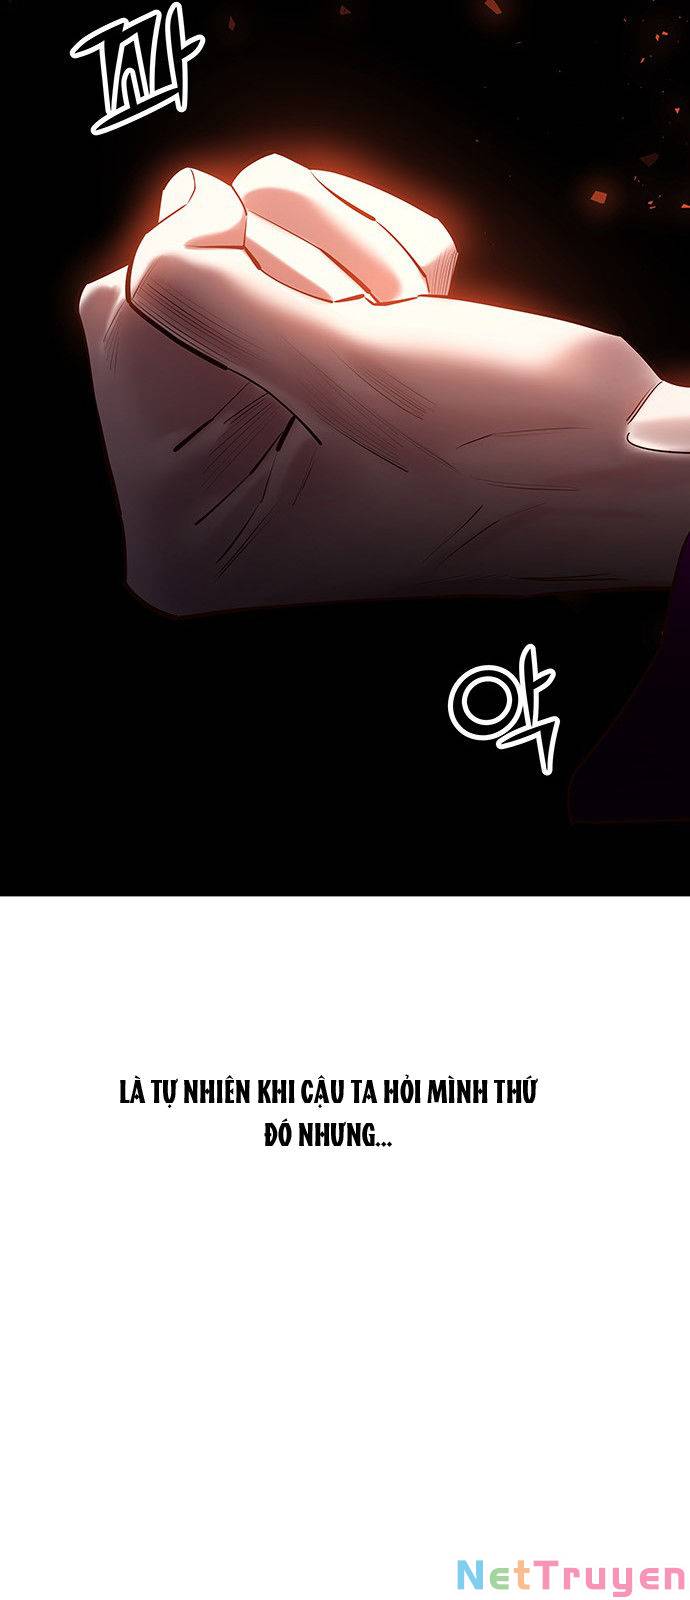 꽈
악
LÀ TỰ NHIÊN KHI CẬU TA HỎI MÌNH THỨ
ĐÓ NHƯNG...
NetTruyen